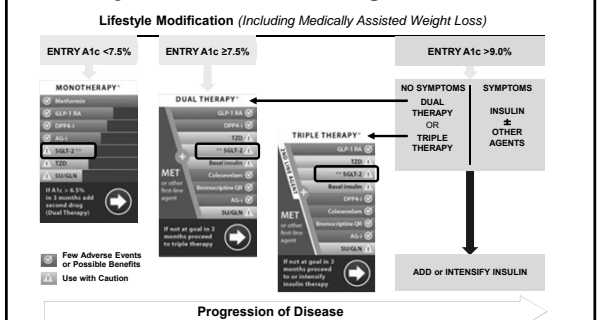 Lifestyle Modification (Including Medically Assisted Weight Loss)
ENTRY A1c <7.5%
ENTRY A1c ≥7.5%
ENTRY A1c >9.0%
MONOTHERAPY*
Metformin
GLP-1 RA
DPP4-i
AG-i
SGLT-2 **
TZD
SU/GLN
If A1c > 6.5%
in 3 months add
second drug
(Dual Therapy)
DUAL THERAPY*
GLP-1 RA
DPP4-i
TZD
** SGLT-2
Basal insulin
Colesevelam
Bromocriptine QR
AG-i
SU/GLN
+
MET
or other
first-line
agent
If not at goal in 3
months proceed
to triple therapy
TRIPLE THERAPY*
GLP-1 RA
TZD
** SGLT-2
Basal insulin
DPP4-i
Colesevelam
Bromocriptine QR
AG-i
SU/GLN
2ND LINE AGENT
+
MET
or other
first-line
agent
If not at goal in 3
months proceed
to or intensify
insulin therapy
NO SYMPTOMS
DUAL
THERAPY
OR
TRIPLE
THERAPY
SYMPTOMS
INSULIN
±
OTHER
AGENTS
ADD or INTENSIFY INSULIN
Few Adverse Events
or Possible Benefits
Use with Caution
Progression of Disease